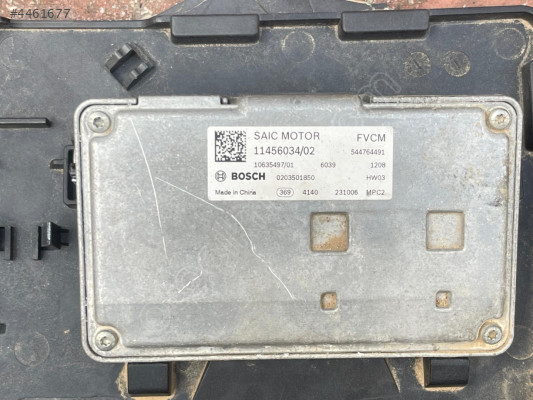 #4461677
SAIC MOTOR FVCM
11456034/02 544764491
10635497/01 6039 1208
BOSCH 0203501850 HW03
Made in China 369 4140 231006 MPC2